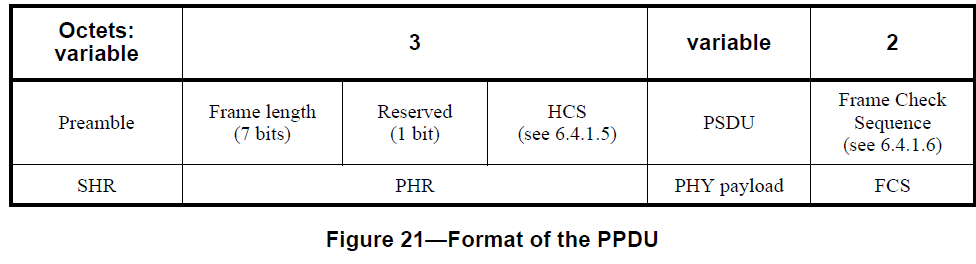 Octets:
variable
3
variable
2
Preamble
Frame length
(7 bits)
Reserved
(1 bit)
HCS
(see 6.4.1.5)
PSDU
Frame Check
Sequence
(see 6.4.1.6)
SHR
PHR
PHY payload
FCS
Figure 21—Format of the PPDU